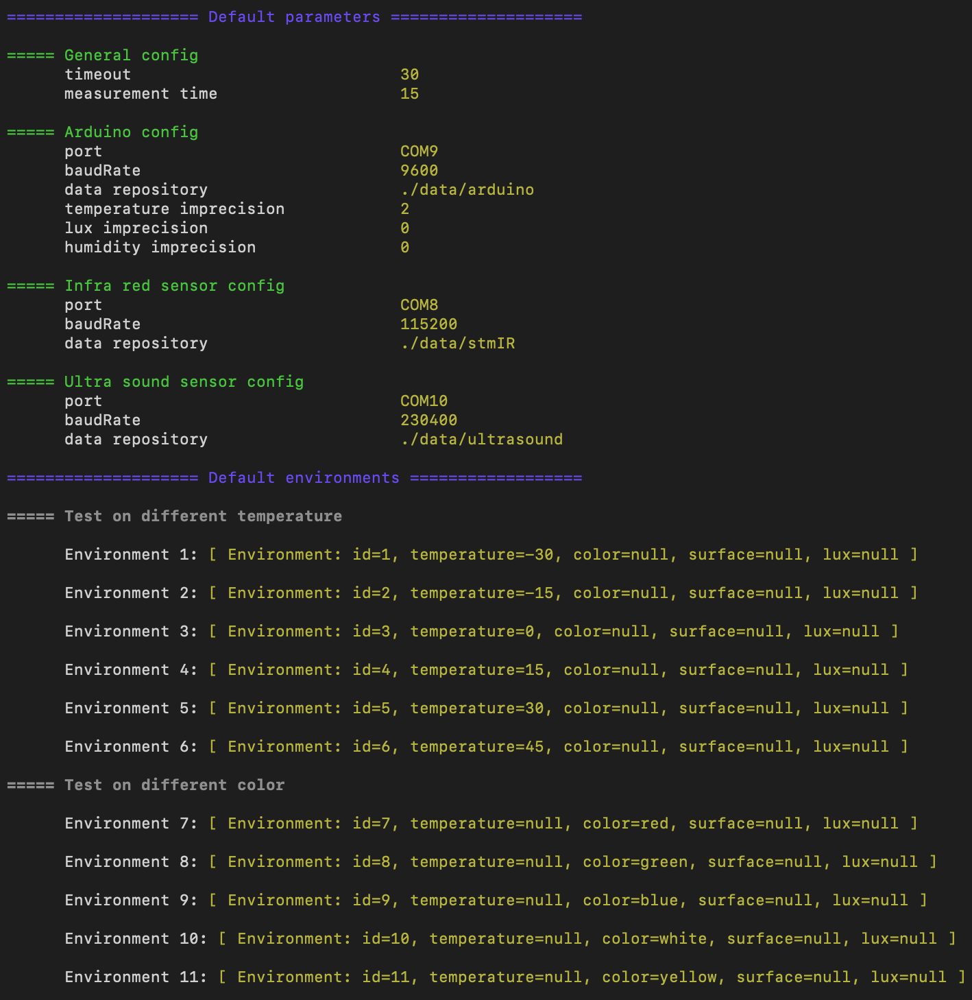 ==================== Default parameters ====================
===== General config
timeout 30
measurement time 15
===== Arduino config
port COM9
baudRate 9600
data repository ./data/arduino
temperature imprecision 2
lux imprecision 0
humidity imprecision 0
===== Infra red sensor config
port COM8
baudRate 115200
data repository ./data/stmIR
===== Ultra sound sensor config
port COM10
baudRate 230400
data repository ./data/ultrasound
==================== Default environments ==================
===== Test on different temperature
Environment 1: [ Environment: id=1, temperature=-30, color=null, surface=null, lux=null ]
Environment 2: [ Environment: id=2, temperature=-15, color=null, surface=null, lux=null ]
Environment 3: [ Environment: id=3, temperature=0, color=null, surface=null, lux=null ]
Environment 4: [ Environment: id=4, temperature=15, color=null, surface=null, lux=null ]
Environment 5: [ Environment: id=5, temperature=30, color=null, surface=null, lux=null ]
Environment 6: [ Environment: id=6, temperature=45, color=null, surface=null, lux=null ]
===== Test on different color
Environment 7: [ Environment: id=7, temperature=null, color=red, surface=null, lux=null ]
Environment 8: [ Environment: id=8, temperature=null, color=green, surface=null, lux=null ]
Environment 9: [ Environment: id=9, temperature=null, color=blue, surface=null, lux=null ]
Environment 10: [ Environment: id=10, temperature=null, color=white, surface=null, lux=null ]
Environment 11: [ Environment: id=11, temperature=null, color=yellow, surface=null, lux=null ]